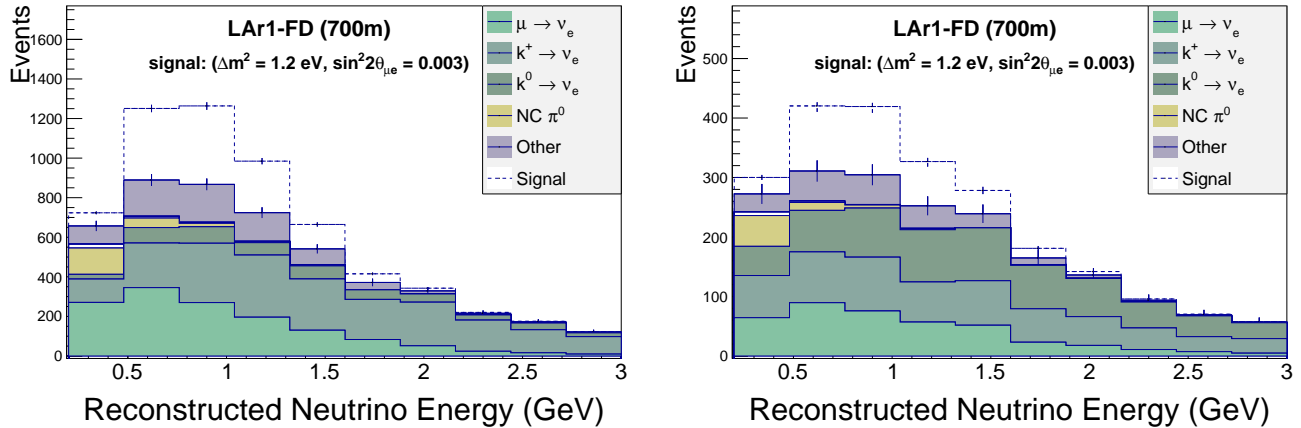 Events
1600
1400
1200
1000
800
600
400
200
0
LAr1-FD (700m)
signal: (Δm² = 1.2 eV, sin²2θμe = 0.003)
μ → νe
k⁺ → νe
k⁰ → νe
NC π⁰
Other
Signal
0.5 1 1.5 2 2.5 3
Reconstructed Neutrino Energy (GeV)
Events
500
400
300
200
100
0
LAr1-FD (700m)
signal: (Δm² = 1.2 eV, sin²2θμe = 0.003)
μ → νe
k⁺ → νe
k⁰ → νe
NC π⁰
Other
Signal
0.5 1 1.5 2 2.5 3
Reconstructed Neutrino Energy (GeV)